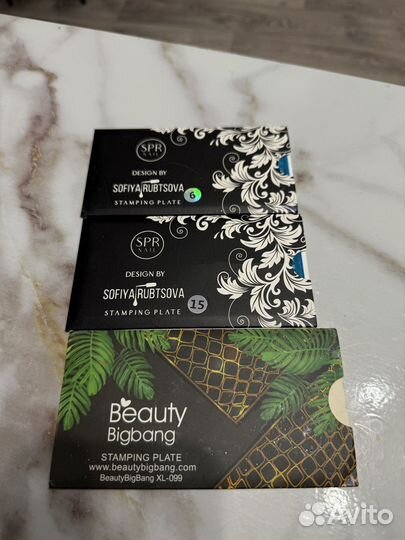 SPR
NAIL
DESIGN BY
SOFIYA RUBTSOVA
6
STAMPING PLATE
SPR
NAIL
DESIGN BY
SOFIYA RUBTSOVA
15
STAMPING PLATE
Beauty
Bigbang
STAMPING PLATE
www.beautybigbang.com
BeautyBigBang XL-099
Avito